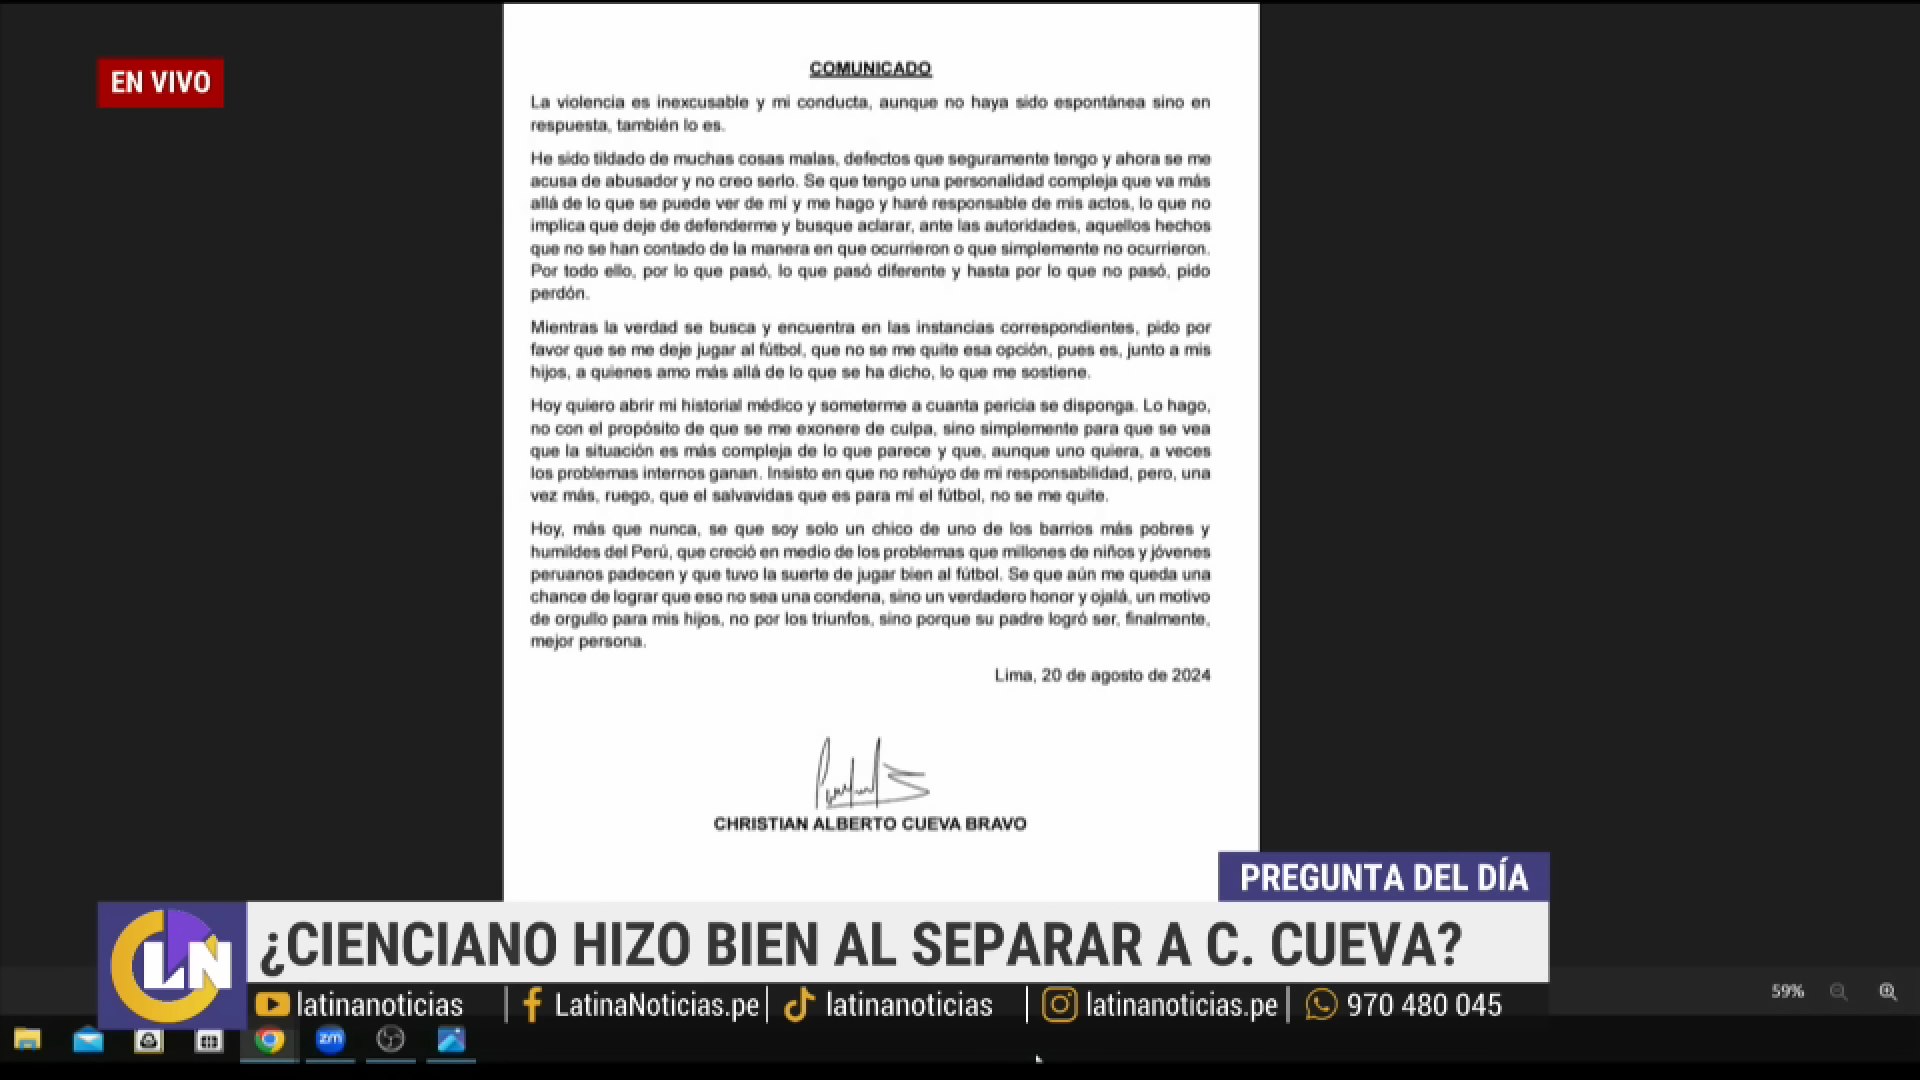 EN VIVO
COMUNICADO
La violencia es inexcusable y mi conducta, aunque no haya sido espontánea sino en
respuesta, también lo es.
He sido tildado de muchas cosas malas, defectos que seguramente tengo y ahora se me
acusa de abusador y no creo serlo. Se que tengo una personalidad compleja que va más
allá de lo que se puede ver de mí y me hago y haré responsable de mis actos, lo que no
implica que deje de defenderme y busque aclarar, ante las autoridades, aquellos hechos
que no se han contado de la manera en que ocurrieron o que simplemente no ocurrieron.
Por todo ello, por lo que pasó, lo que pasó diferente y hasta por lo que no pasó, pido
perdón.
Mientras la verdad se busca y encuentra en las instancias correspondientes, pido por
favor que se me deje jugar al fútbol, que no se me quite esa opción, pues es, junto a mis
hijos, a quienes amo más allá de lo que se ha dicho, lo que me sostiene.
Hoy quiero abrir mi historial médico y someterme a cuanta pericia se disponga. Lo hago,
no con el propósito de que se me exonere de culpa, sino simplemente para que se vea
que la situación es más compleja de lo que parece y que, aunque uno quiera, a veces
los problemas internos ganan. Insisto en que no rehúyo de mi responsabilidad, pero, una
vez más, ruego, que el salvavidas que es para mí el fútbol, no se me quite.
Hoy, más que nunca, se que soy solo un chico de uno de los barrios más pobres y
humildes del Perú, que creció en medio de los problemas que millones de niños y jóvenes
peruanos padecen y que tuvo la suerte de jugar bien al fútbol. Se que aún me queda una
chance de lograr que eso no sea una condena, sino un verdadero honor y ojalá, un motivo
de orgullo para mis hijos, no por los triunfos, sino porque su padre logró ser, finalmente,
mejor persona.
Lima, 20 de agosto de 2024
CHRISTIAN ALBERTO CUEVA BRAVO
PREGUNTA DEL DÍA
LN
¿CIENCIANO HIZO BIEN AL SEPARAR A C. CUEVA?
latinanoticias | LatinaNoticias.pe | latinanoticias | latinanoticias.pe | 970 480 045
59%
zm